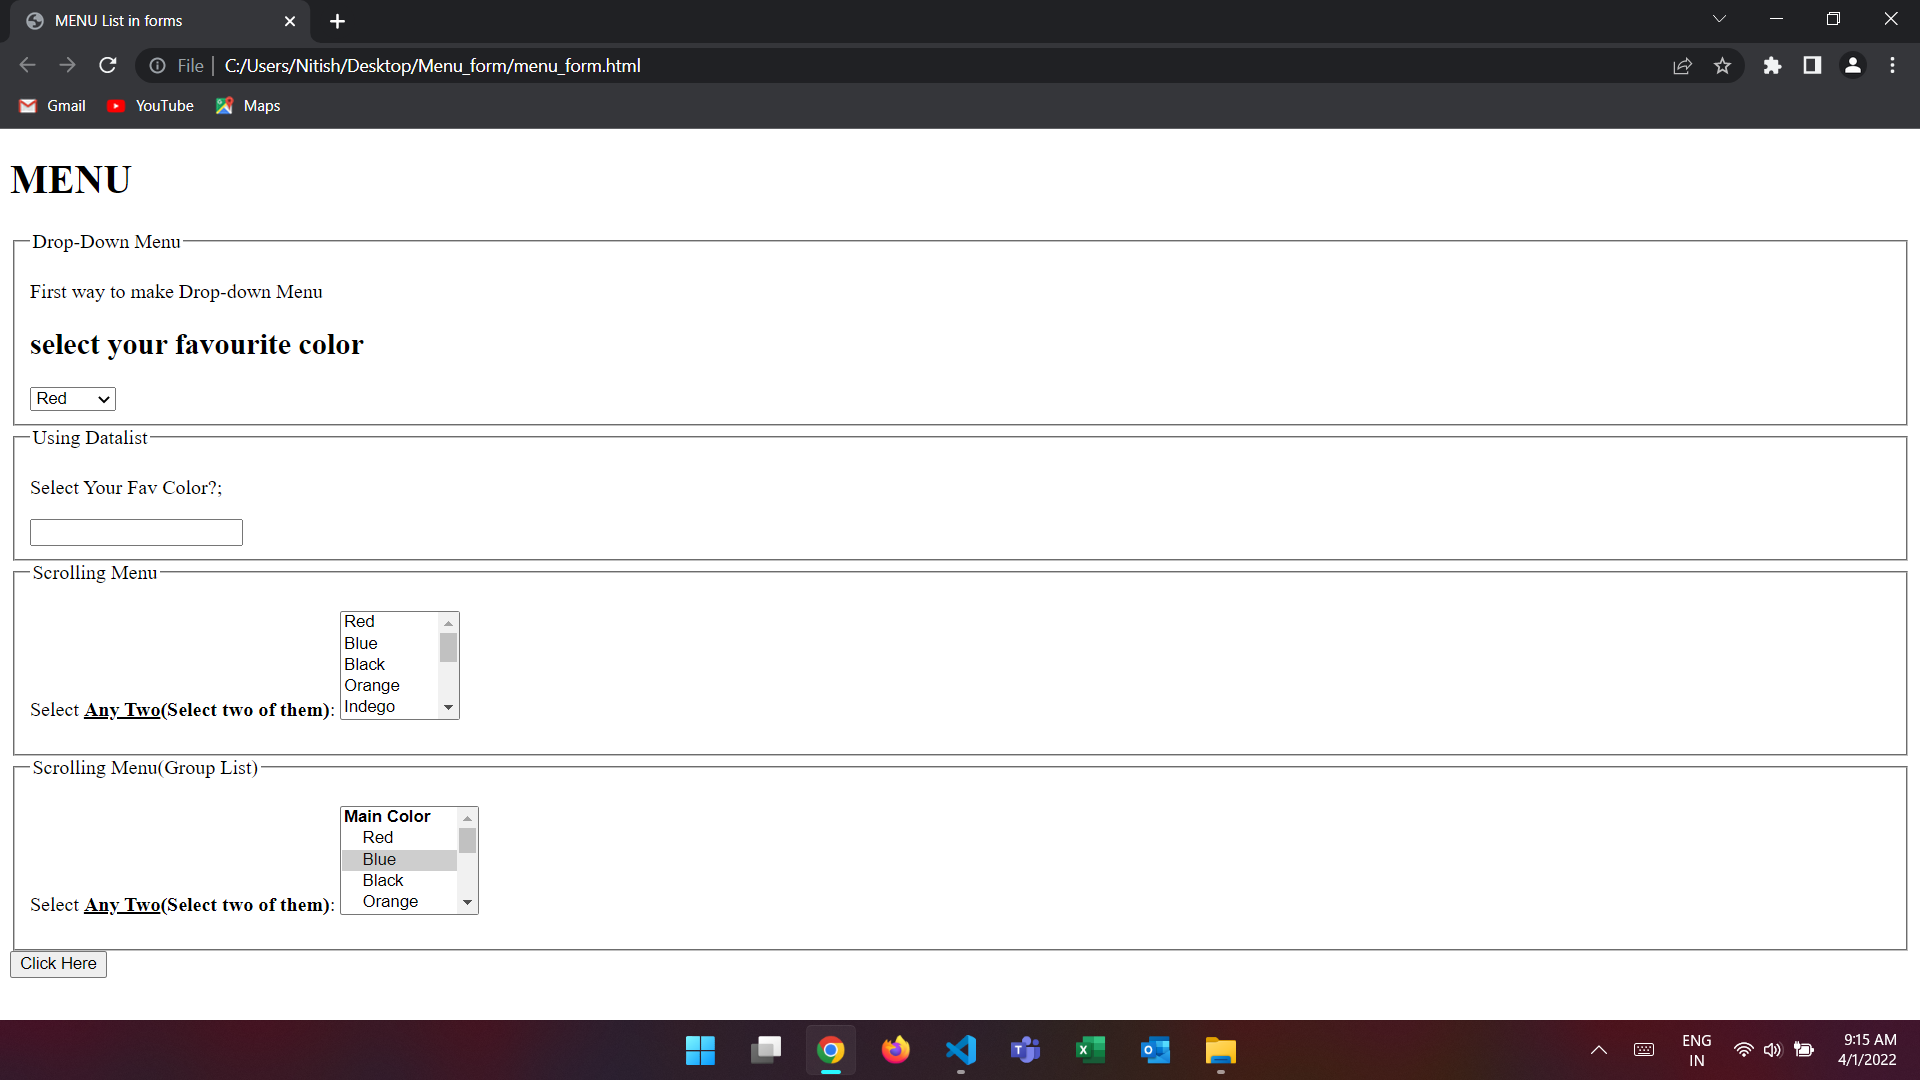 MENU List in forms
File
C:/Users/Nitish/Desktop/Menu_form/menu_form.html
Gmail
YouTube
Maps
MENU
Drop-Down Menu
First way to make Drop-down Menu
select your favourite color
Red
Using Datalist
Select Your Fav Color?;
Scrolling Menu
Red
Blue
Black
Orange
Indego
Select Any Two(Select two of them):
Scrolling Menu(Group List)
Main Color
Red
Blue
Black
Orange
Select Any Two(Select two of them):
Click Here
ENG
IN
9:15 AM
4/1/2022